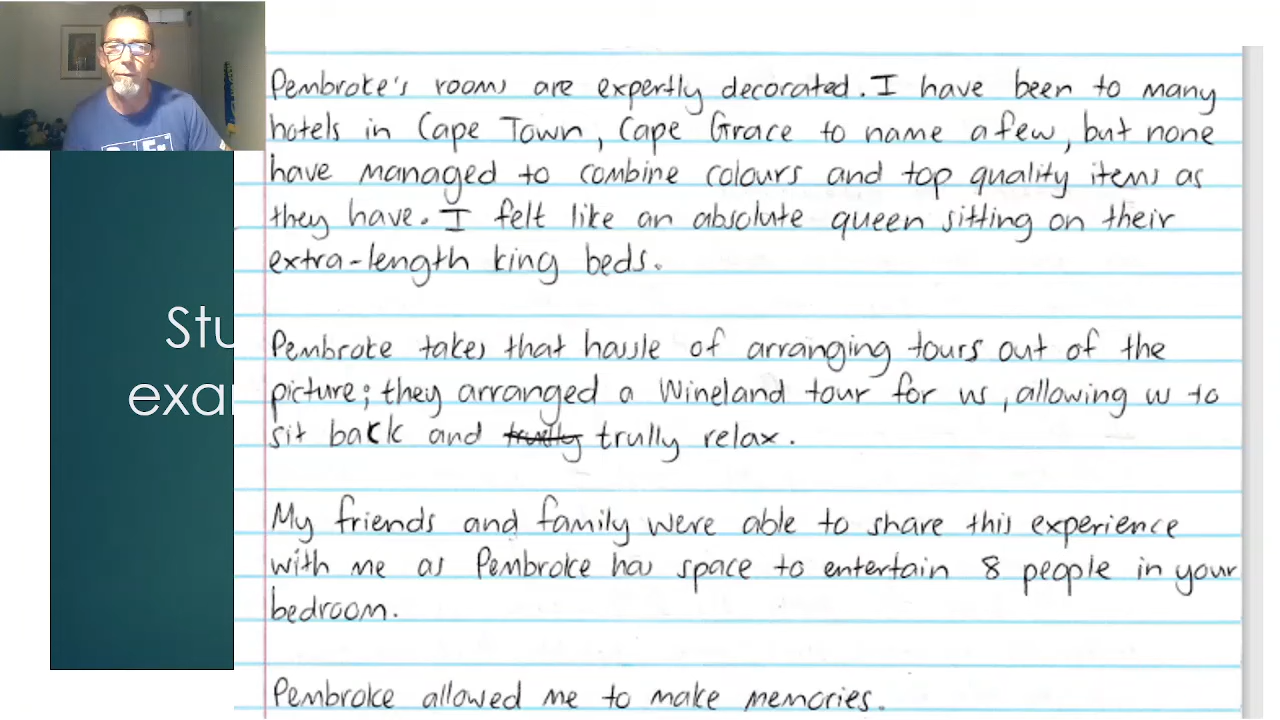 Pembroke's rooms are expertly decorated. I have been to many
hotels in Cape Town, Cape Grace to name a few, but none
have managed to combine colours and top quality items as
they have. I felt like an absolute queen sitting on their
extra-length king beds.
Stu
exa
Pembroke takes that hassle of arranging tours out of the
picture; they arranged a Wineland tour for us, allowing us to
sit back and trully relax.
My friends and family were able to share this experience
with me as Pembroke has space to entertain 8 people in your
bedroom.
Pembroke allowed me to make memories.